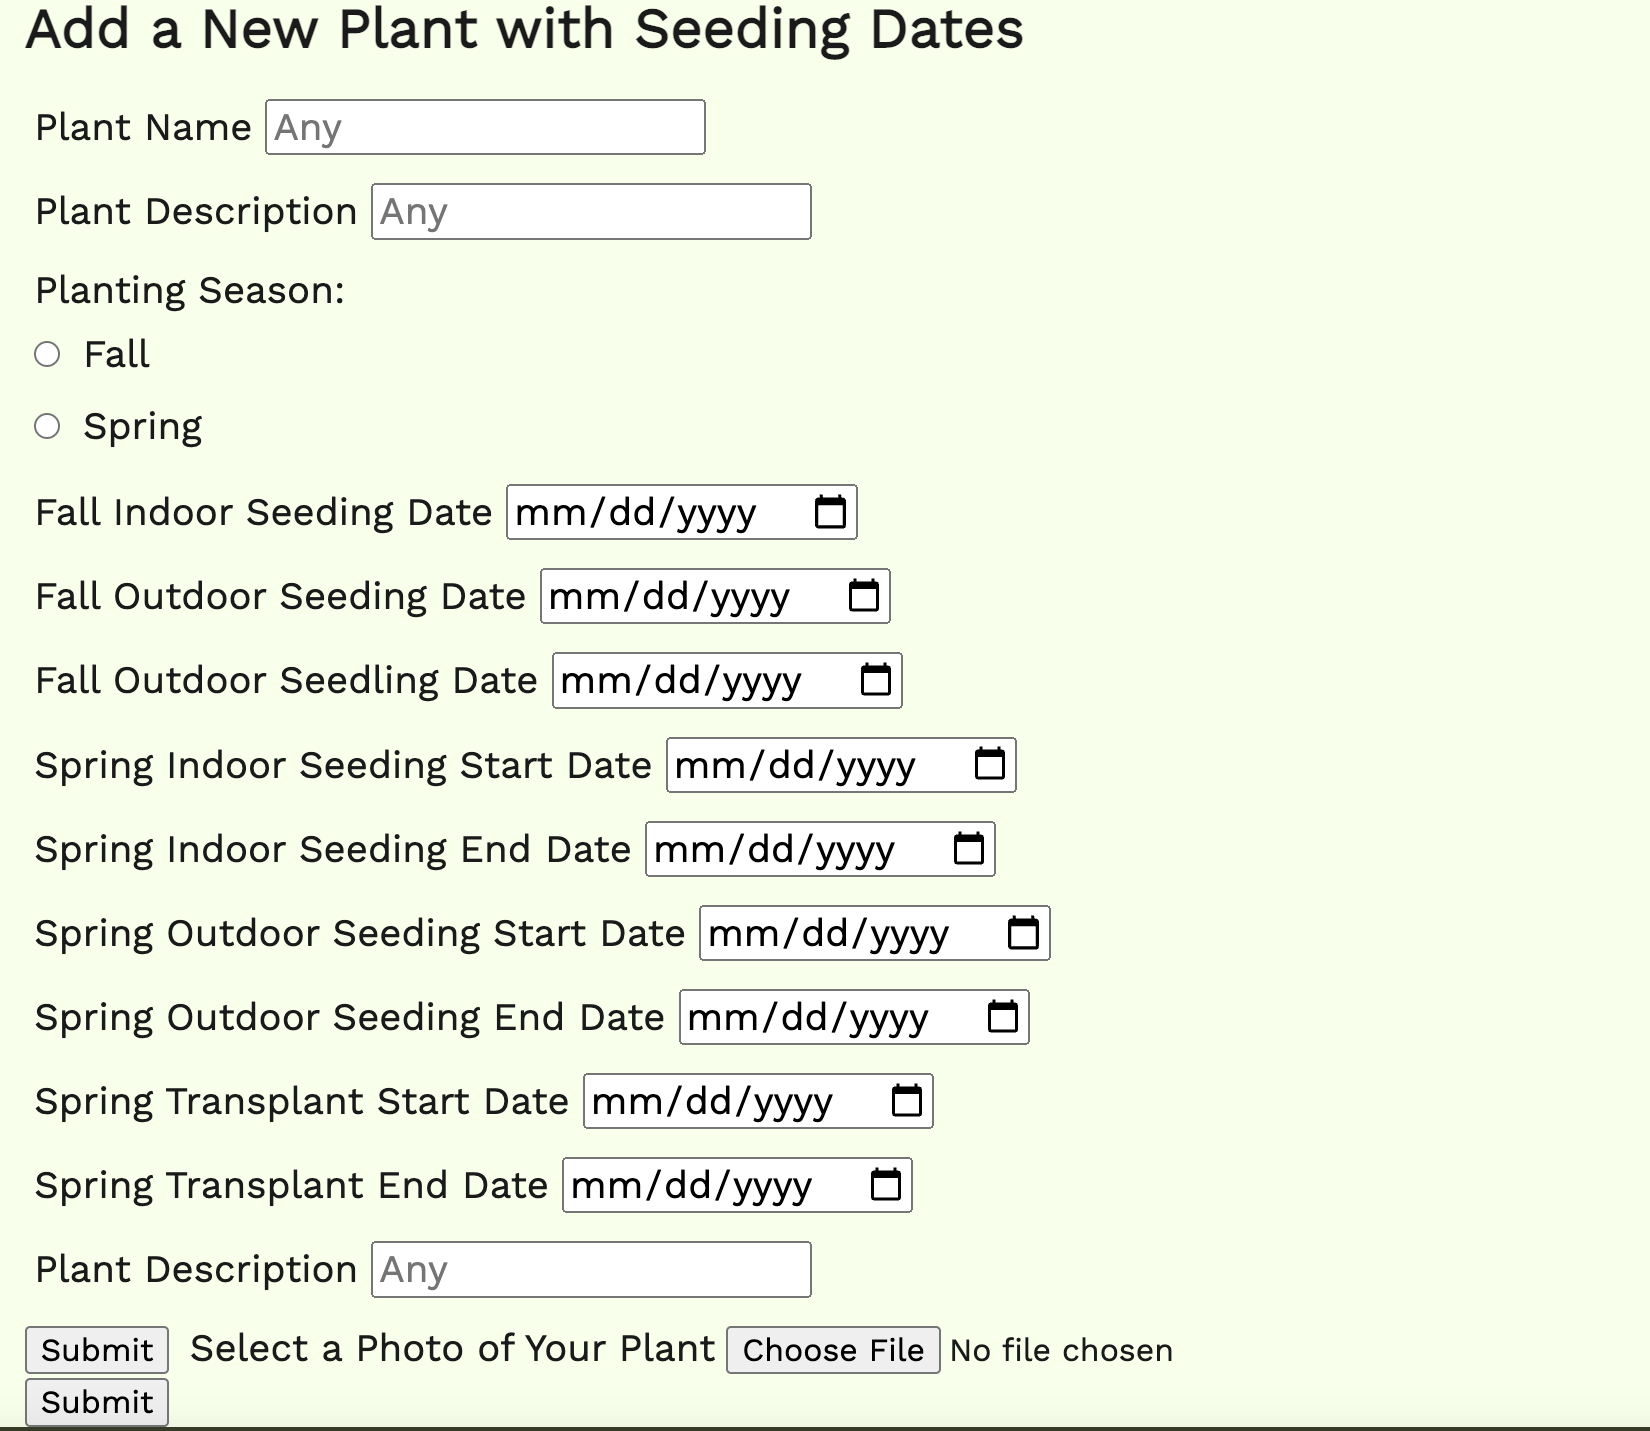 Add a New Plant with Seeding Dates
Plant Name Any
Plant Description Any
Planting Season:
Fall
Spring
Fall Indoor Seeding Date mm/dd/yyyy
Fall Outdoor Seeding Date mm/dd/yyyy
Fall Outdoor Seedling Date mm/dd/yyyy
Spring Indoor Seeding Start Date mm/dd/yyyy
Spring Indoor Seeding End Date mm/dd/yyyy
Spring Outdoor Seeding Start Date mm/dd/yyyy
Spring Outdoor Seeding End Date mm/dd/yyyy
Spring Transplant Start Date mm/dd/yyyy
Spring Transplant End Date mm/dd/yyyy
Plant Description Any
Submit Select a Photo of Your Plant Choose File No file chosen
Submit